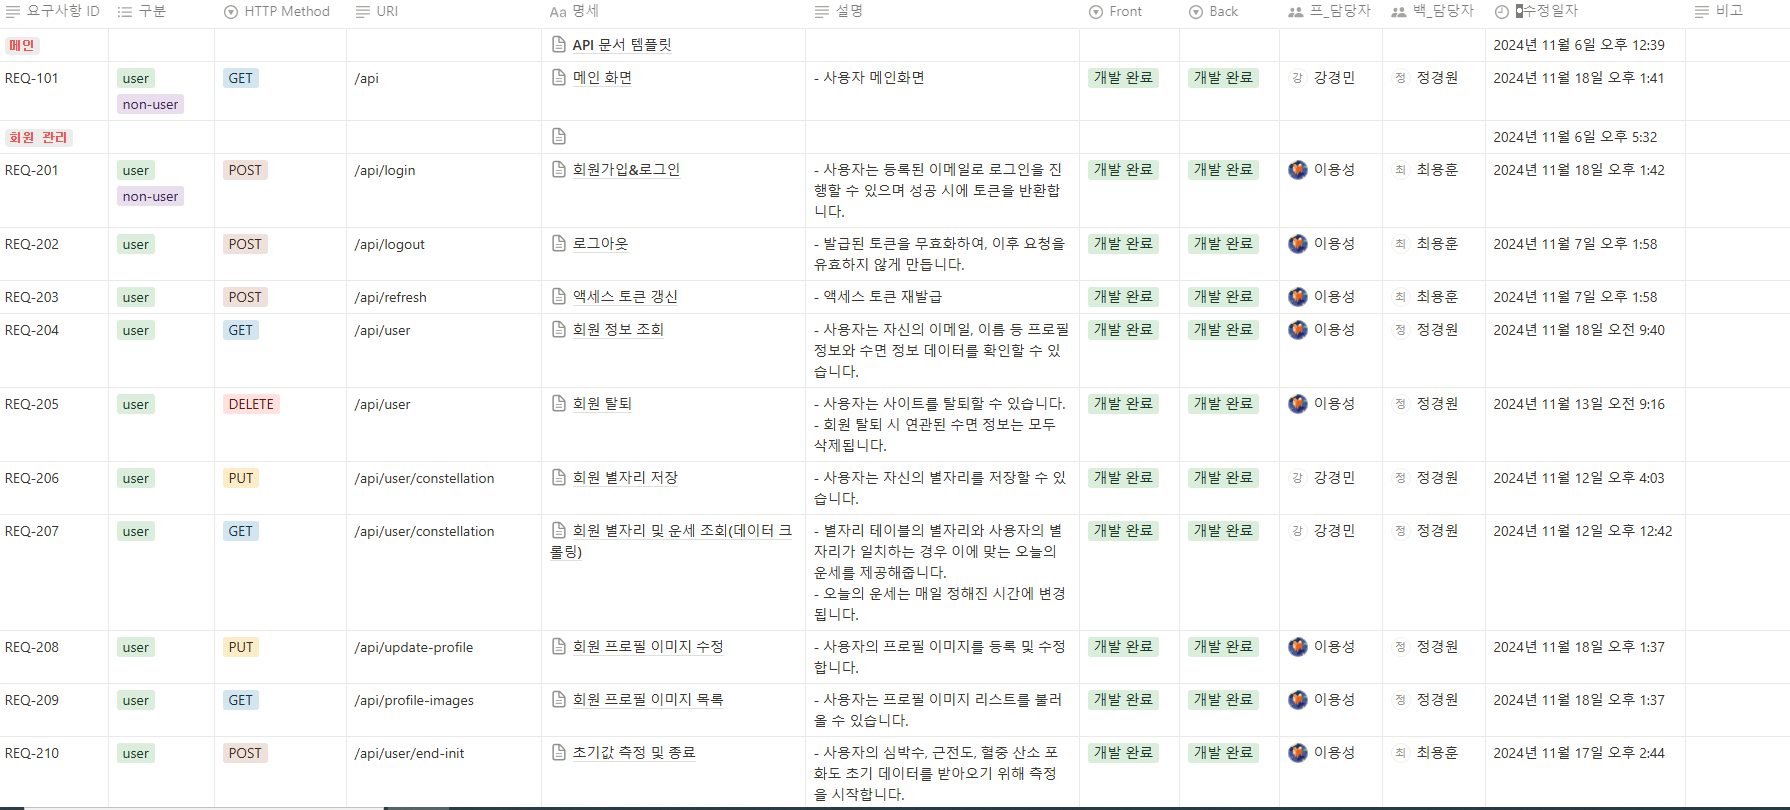 요구사항 ID 구분 HTTP Method URI Aa 명세 설명 Front Back 프_담당자 백_담당자 수정일자 비고
메인 API 문서 템플릿 2024년 11월 6일 오후 12:39
REQ-101 user GET /api 메인 화면 - 사용자 메인화면 개발 완료 개발 완료 강 강경민 정 정경원 2024년 11월 18일 오후 1:41
non-user
회원 관리 2024년 11월 6일 오후 5:32
REQ-201 user POST /api/login 회원가입&로그인 - 사용자는 등록된 이메일로 로그인을 진 개발 완료 개발 완료 이용성 최 최용훈 2024년 11월 18일 오후 1:42
non-user 행할 수 있으며 성공 시에 토큰을 반환합
니다.
REQ-202 user POST /api/logout 로그아웃 - 발급된 토큰을 무효화하여, 이후 요청을 개발 완료 개발 완료 이용성 최 최용훈 2024년 11월 7일 오후 1:58
유효하지 않게 만듭니다.
REQ-203 user POST /api/refresh 액세스 토큰 갱신 - 액세스 토큰 재발급 개발 완료 개발 완료 이용성 최 최용훈 2024년 11월 7일 오후 1:58
REQ-204 user GET /api/user 회원 정보 조회 - 사용자는 자신의 이메일, 이름 등 프로필 개발 완료 개발 완료 이용성 정 정경원 2024년 11월 18일 오전 9:40
정보와 수면 정보 데이터를 확인할 수 있
습니다.
REQ-205 user DELETE /api/user 회원 탈퇴 - 사용자는 사이트를 탈퇴할 수 있습니다. 개발 완료 개발 완료 이용성 정 정경원 2024년 11월 13일 오전 9:16
- 회원 탈퇴 시 연관된 수면 정보는 모두
삭제됩니다.
REQ-206 user PUT /api/user/constellation 회원 별자리 저장 - 사용자는 자신의 별자리를 저장할 수 있 개발 완료 개발 완료 강 강경민 정 정경원 2024년 11월 12일 오후 4:03
습니다.
REQ-207 user GET /api/user/constellation 회원 별자리 및 운세 조회(데이터 크 - 별자리 테이블의 별자리와 사용자의 별 개발 완료 개발 완료 강 강경민 정 정경원 2024년 11월 12일 오후 12:42
롤링) 자리가 일치하는 경우 이에 맞는 오늘의
운세를 제공해줍니다.
- 오늘의 운세는 매일 정해진 시간에 변경
됩니다.
REQ-208 user PUT /api/update-profile 회원 프로필 이미지 수정 - 사용자의 프로필 이미지를 등록 및 수정 개발 완료 개발 완료 이용성 정 정경원 2024년 11월 18일 오후 1:37
합니다.
REQ-209 user GET /api/profile-images 회원 프로필 이미지 목록 - 사용자는 프로필 이미지 리스트를 불러 개발 완료 개발 완료 이용성 정 정경원 2024년 11월 18일 오후 1:37
올 수 있습니다.
REQ-210 user POST /api/user/end-init 초기값 측정 및 종료 - 사용자의 심박수, 근전도, 혈중 산소 포 개발 완료 개발 완료 이용성 최 최용훈 2024년 11월 17일 오후 2:44
화도 초기 데이터를 받아오기 위해 측정
을 시작합니다.